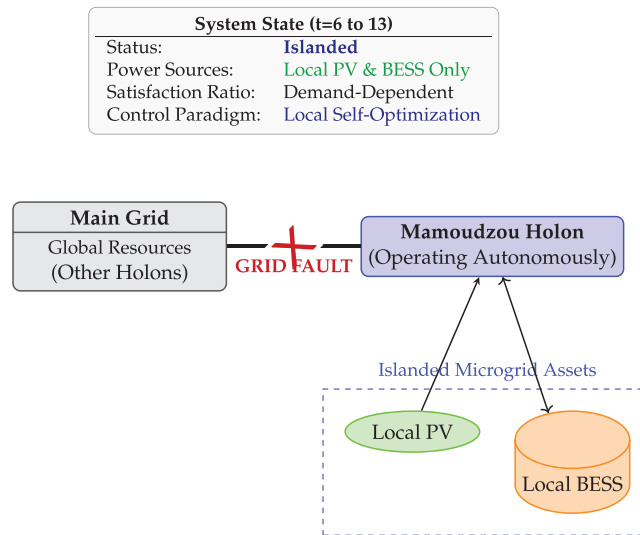 System State (t=6 to 13)
Status: Islanded
Power Sources: Local PV & BESS Only
Satisfaction Ratio: Demand-Dependent
Control Paradigm: Local Self-Optimization
Main Grid
Global Resources
(Other Holons)
GRID FAULT
Mamoudzou Holon
(Operating Autonomously)
Islanded Microgrid Assets
Local PV
Local BESS